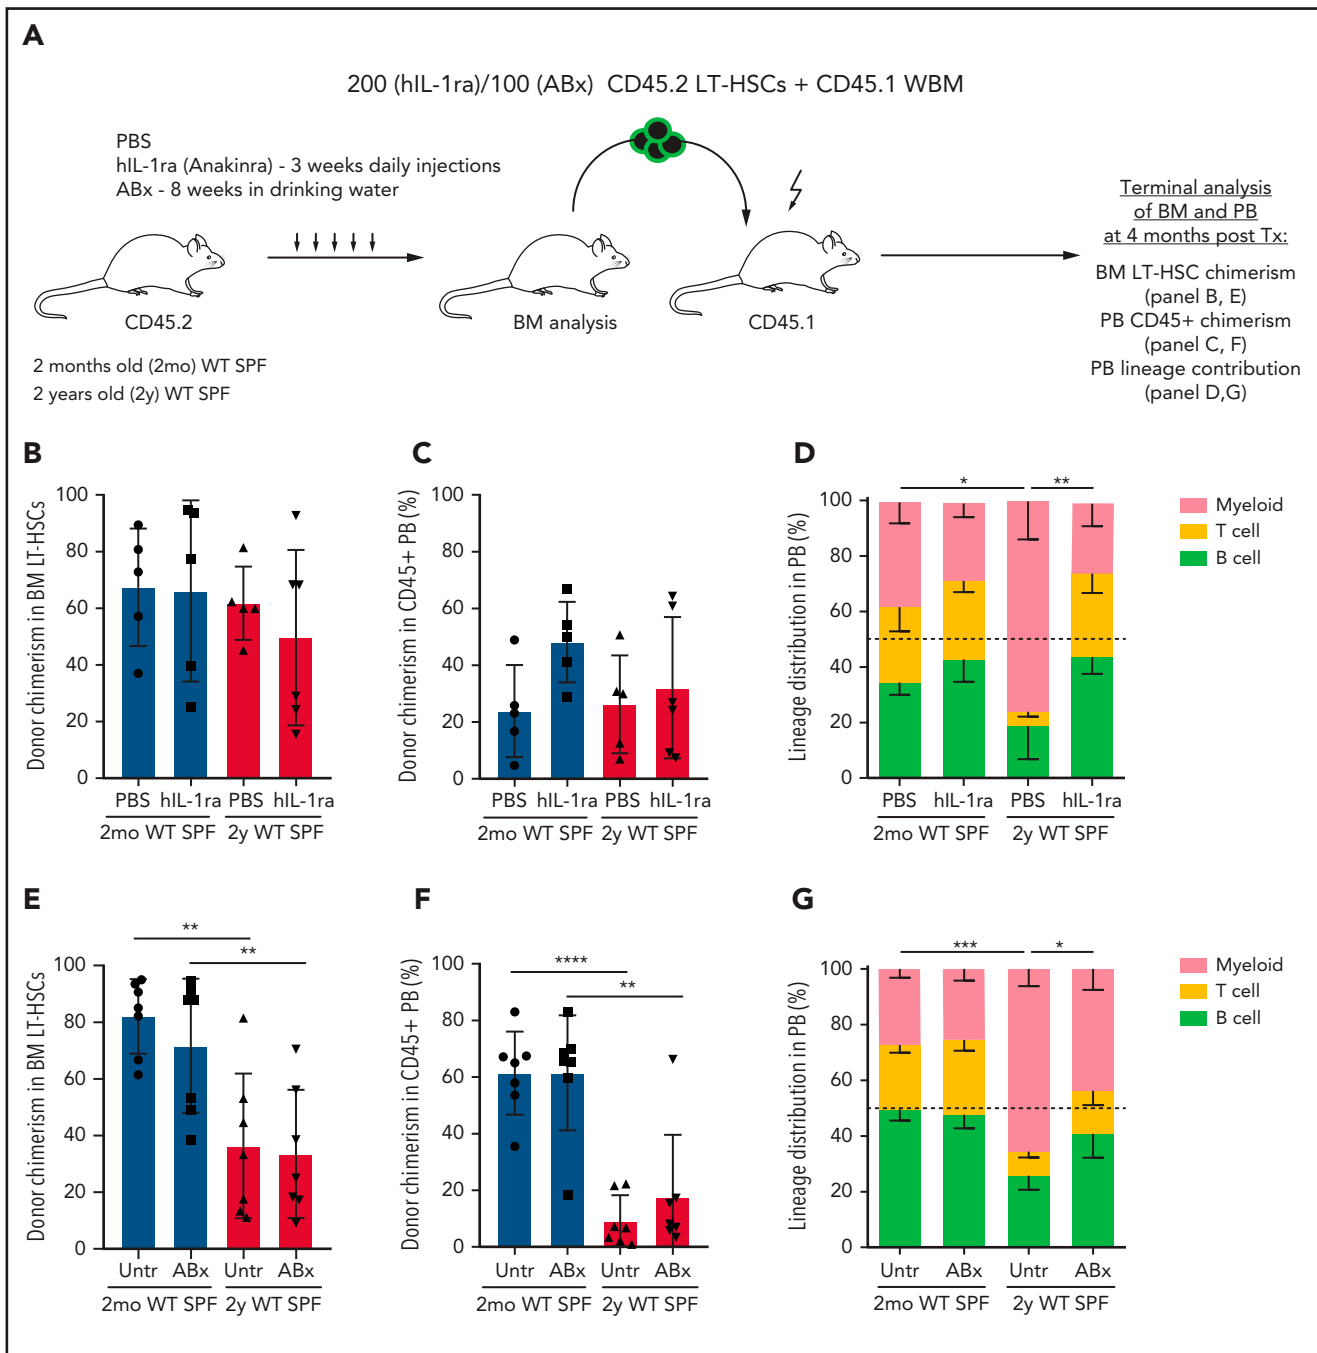 A
200 (hIL-1ra)/100 (ABx) CD45.2 LT-HSCs + CD45.1 WBM
PBS
hIL-1ra (Anakinra) - 3 weeks daily injections
ABx - 8 weeks in drinking water
CD45.2
BM analysis
CD45.1
2 months old (2mo) WT SPF
2 years old (2y) WT SPF
Terminal analysis
of BM and PB
at 4 months post Tx:
BM LT-HSC chimerism
(panel B, E)
PB CD45+ chimerism
(panel C, F)
PB lineage contribution
(panel D,G)
B
Donor chimerism in BM LT-HSCs
100
80
60
40
20
0
PBS hIL-1ra PBS hIL-1ra
2mo WT SPF 2y WT SPF
C
Donor chimerism in CD45+ PB (%)
100
80
60
40
20
0
PBS hIL-1ra PBS hIL-1ra
2mo WT SPF 2y WT SPF
D
Lineage distribution in PB (%)
100
80
60
40
20
0
* **
PBS hIL-1ra PBS hIL-1ra
2mo WT SPF 2y WT SPF
Myeloid
T cell
B cell
E
Donor chimerism in BM LT-HSCs
100
80
60
40
20
0
**
**
Untr ABx Untr ABx
2mo WT SPF 2y WT SPF
F
Donor chimerism in CD45+ PB (%)
100
80
60
40
20
0
****
**
Untr ABx Untr ABx
2mo WT SPF 2y WT SPF
G
Lineage distribution in PB (%)
100
80
60
40
20
0
*** *
Untr ABx Untr ABx
2mo WT SPF 2y WT SPF
Myeloid
T cell
B cell